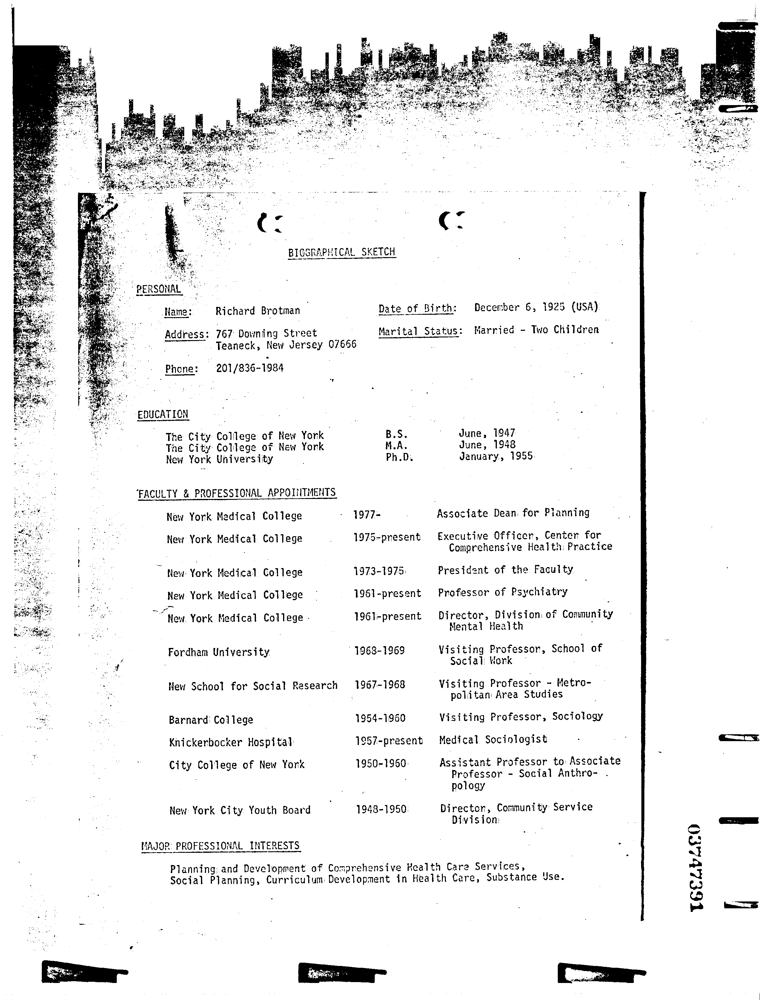 BIOGRAPHICAL SKETCH
PERSONAL
Name: Richard Brotman
Date of Birth: December 6, 1925 (USA)
Address: 767 Downing Street
Teaneck, New Jersey 07666
Marital Status: Married - Two Children
Phone: 201/836-1984
EDUCATION
The City College of New York B.S. June, 1947
The City College of New York M.A. June, 1948
New York University Ph.D. January, 1955
FACULTY & PROFESSIONAL APPOINTMENTS
New York Medical College 1977- Associate Dean for Planning
New York Medical College 1975-present Executive Officer, Center for
Comprehensive Health Practice
New York Medical College 1973-1975 President of the Faculty
New York Medical College 1961-present Professor of Psychiatry
New York Medical College 1961-present Director, Division of Community
Mental Health
Fordham University 1968-1969 Visiting Professor, School of
Social Work
New School for Social Research 1967-1968 Visiting Professor - Metro-
politan Area Studies
Barnard College 1954-1960 Visiting Professor, Sociology
Knickerbocker Hospital 1957-present Medical Sociologist
City College of New York 1950-1960 Assistant Professor to Associate
Professor - Social Anthro-
pology
New York City Youth Board 1948-1950 Director, Community Service
Division
MAJOR PROFESSIONAL INTERESTS
Planning and Development of Comprehensive Health Care Services,
Social Planning, Curriculum Development in Health Care, Substance Use.
03747391